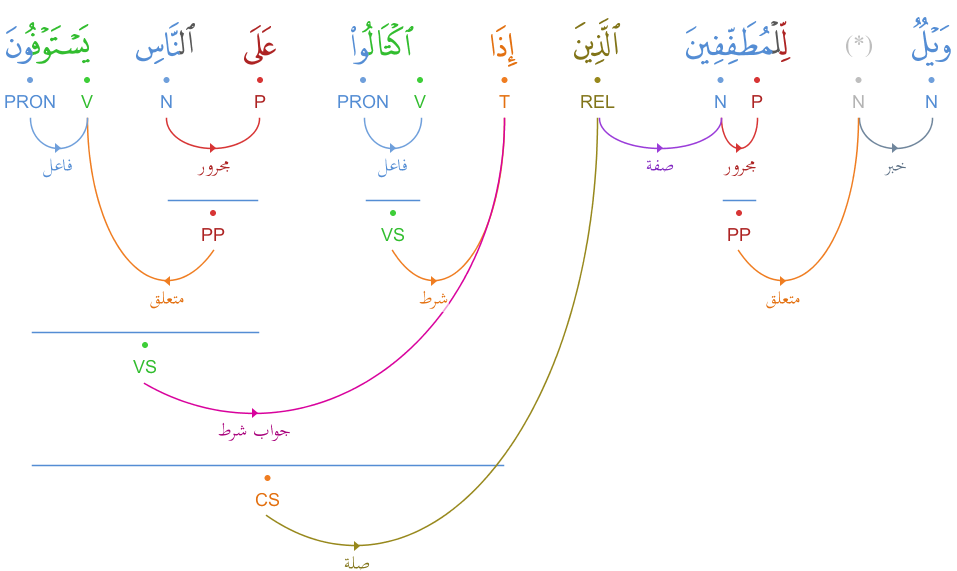 وَيْلٌ (*) لِّلْمُطَفِّفِينَ ٱلَّذِينَ إِذَا ٱكْتَالُوا۟ عَلَى ٱلنَّاسِ يَسْتَوْفُونَ
N N P N REL T V PRON P N V PRON
خبر مجرور صفة فاعل مجرور فاعل
PP VS PP
متعلق شرط متعلق
VS
جواب شرط
CS
صلة